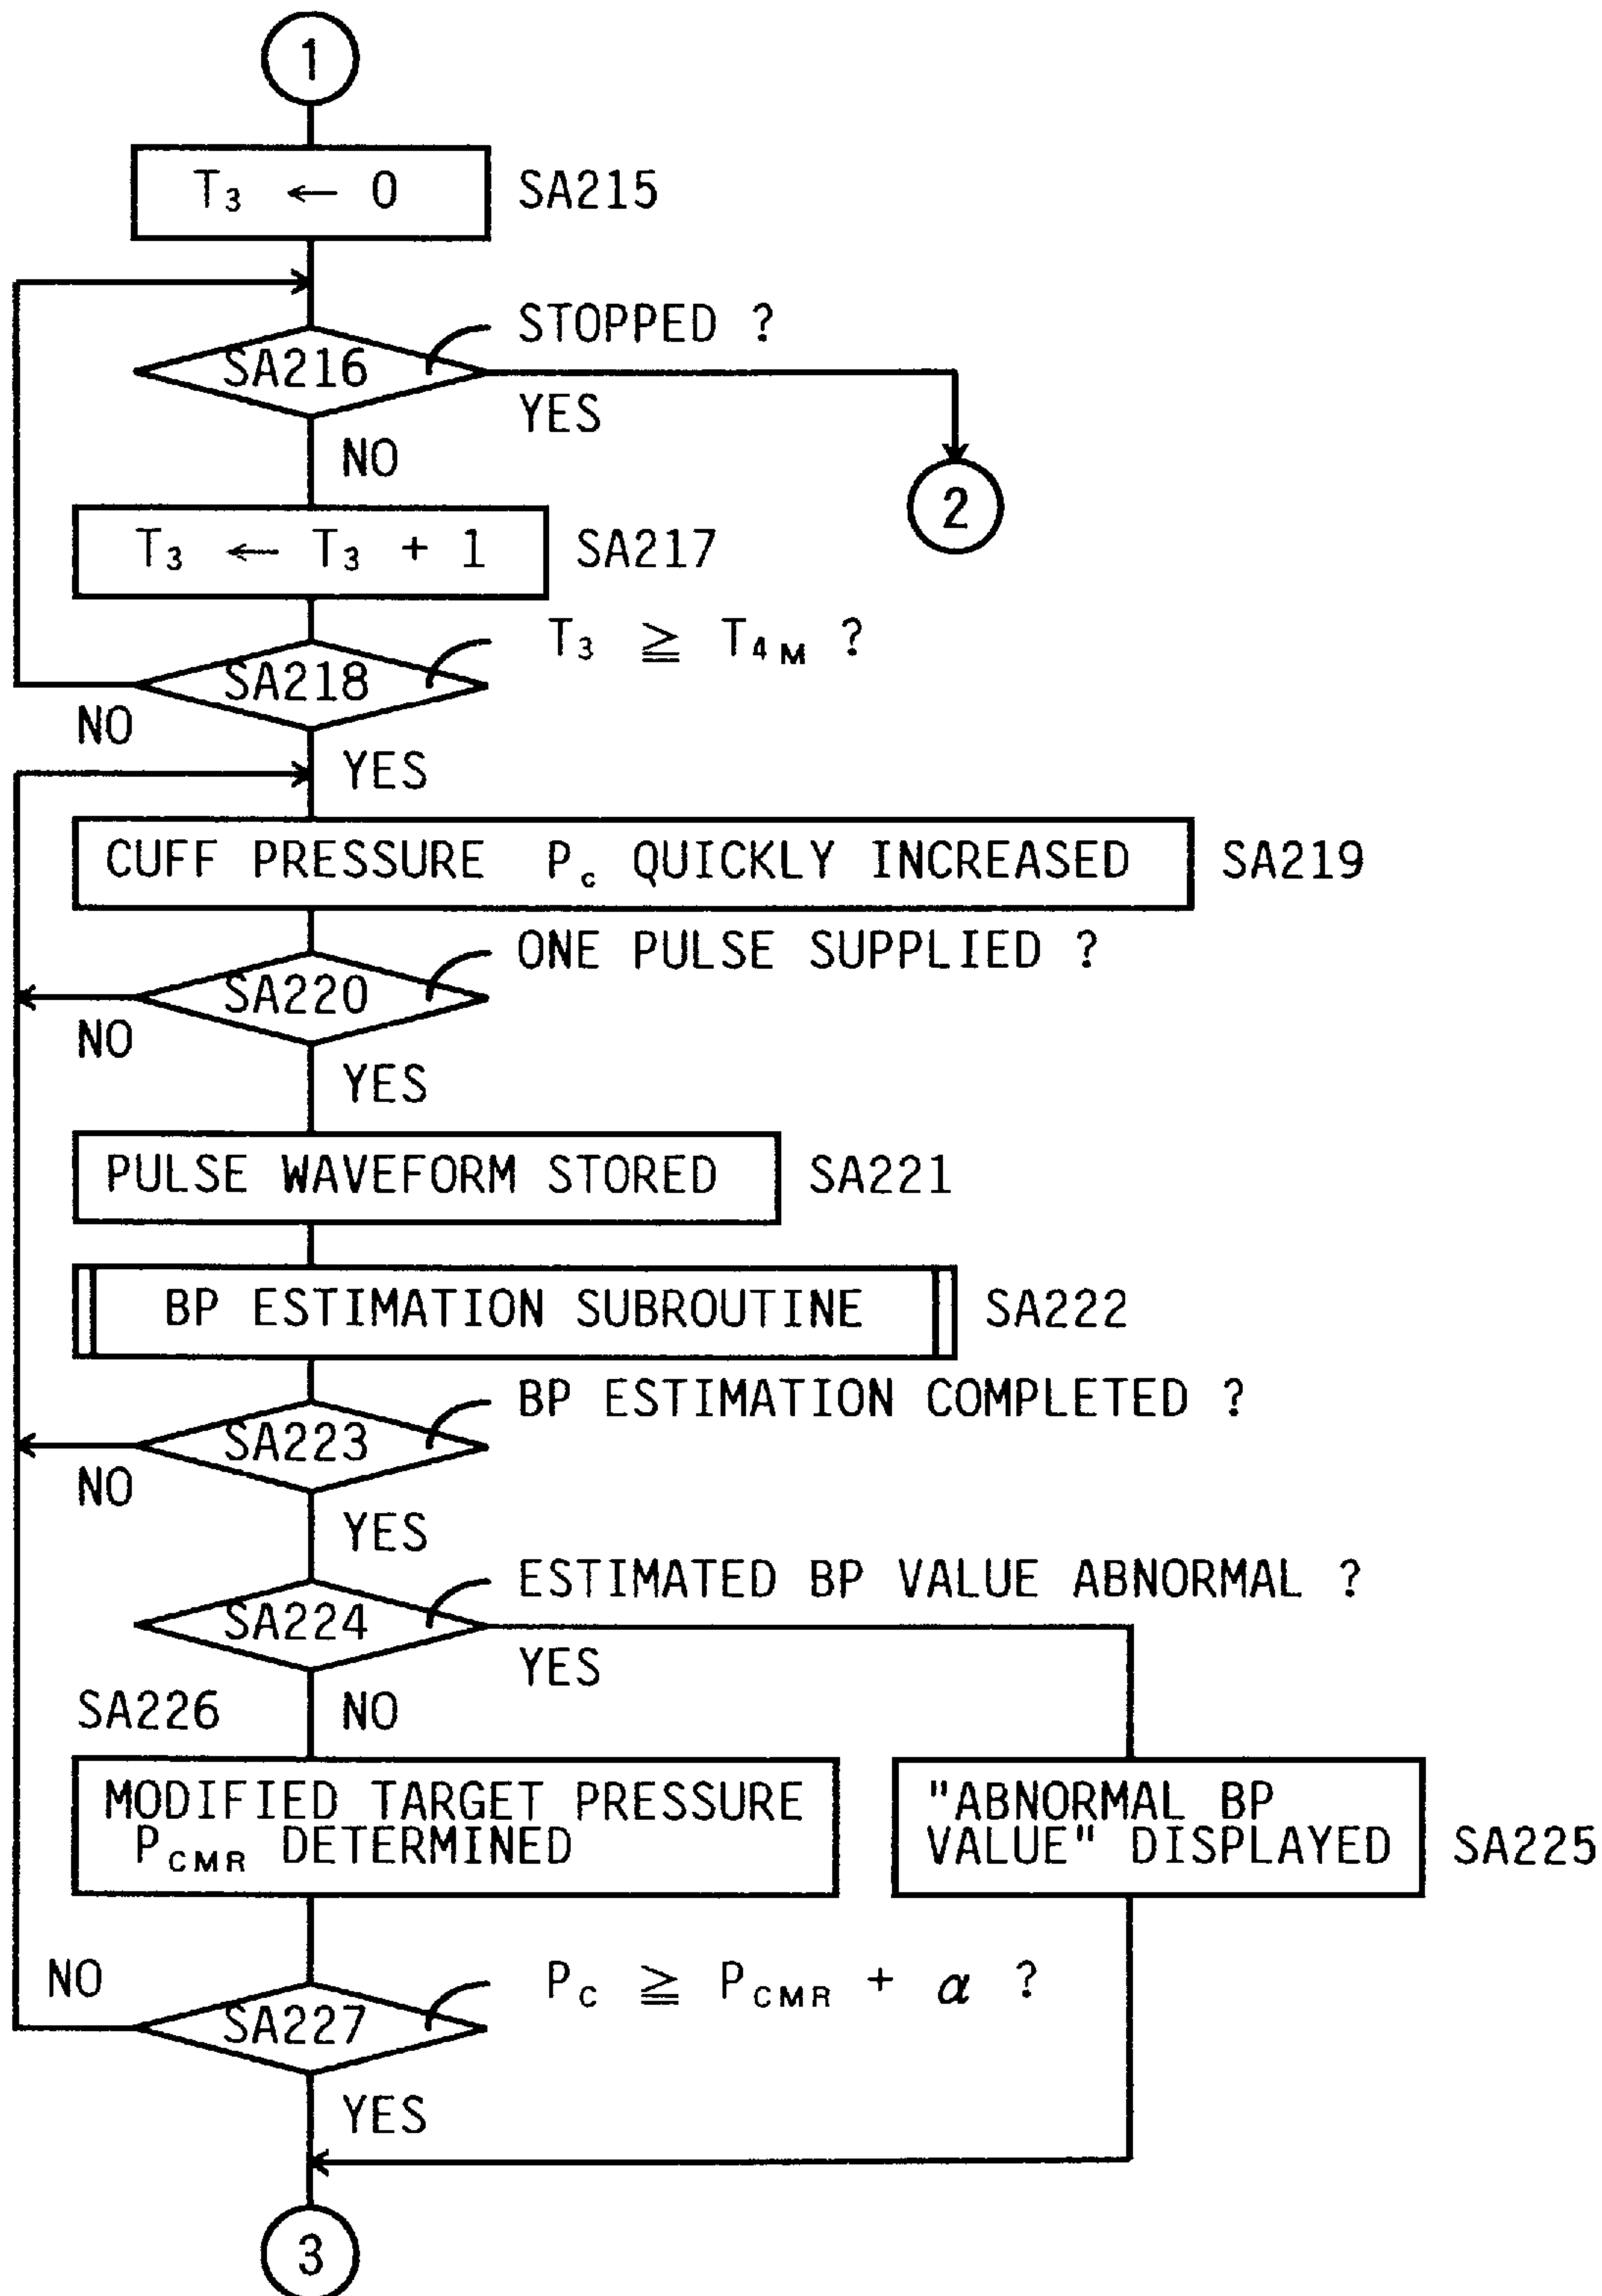 1
T₃ ← 0 SA215
STOPPED ?
SA216
YES
NO
2
T₃ ← T₃ + 1 SA217
T₃ ≧ T₄M ?
SA218
NO
YES
CUFF PRESSURE Pc QUICKLY INCREASED SA219
ONE PULSE SUPPLIED ?
SA220
NO
YES
PULSE WAVEFORM STORED SA221
BP ESTIMATION SUBROUTINE SA222
BP ESTIMATION COMPLETED ?
SA223
NO
YES
ESTIMATED BP VALUE ABNORMAL ?
SA224
YES
SA226 NO
MODIFIED TARGET PRESSURE
PCMR DETERMINED
"ABNORMAL BP
VALUE" DISPLAYED SA225
NO
PC ≧ PCMR + α ?
SA227
YES
3